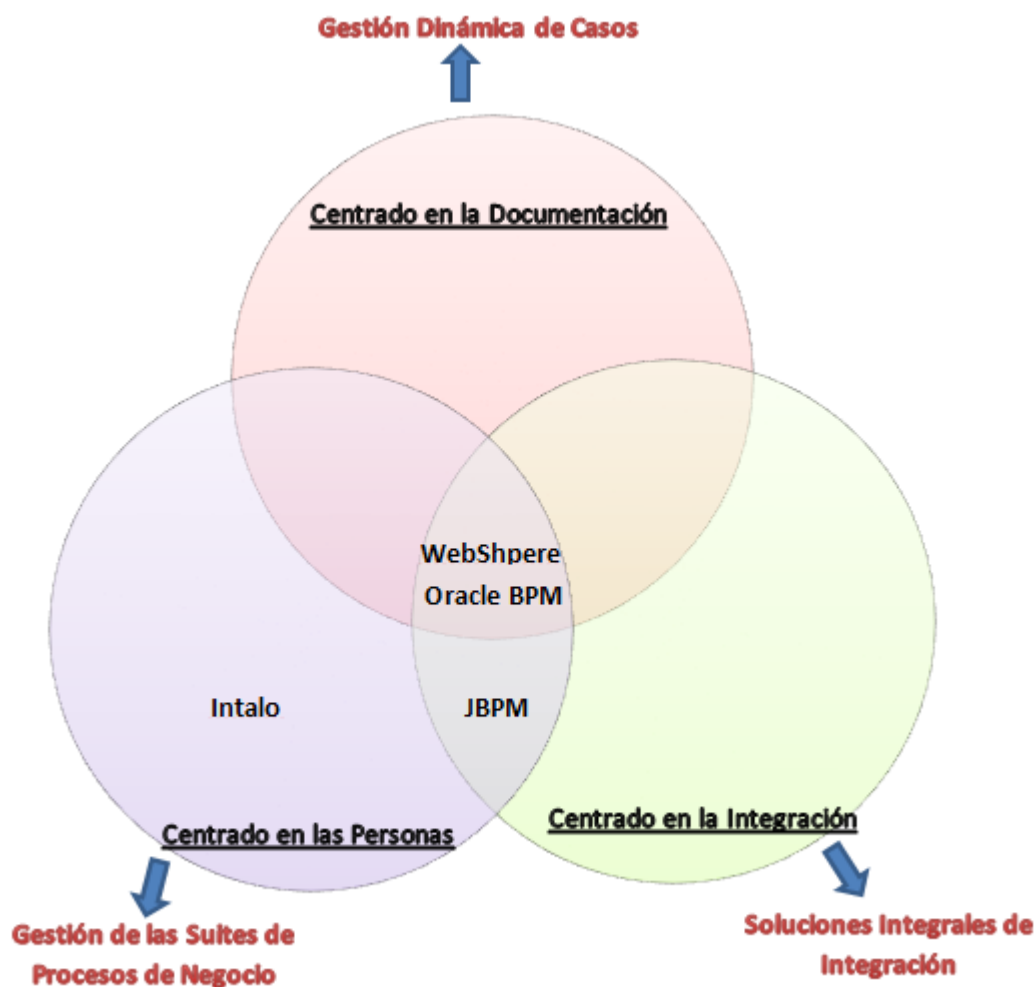 Gestión Dinámica de Casos
Centrado en la Documentación
WebShpere
Oracle BPM
Intalo
JBPM
Centrado en las Personas
Centrado en la Integración
Gestión de las Suites de
Procesos de Negocio
Soluciones Integrales de
Integración